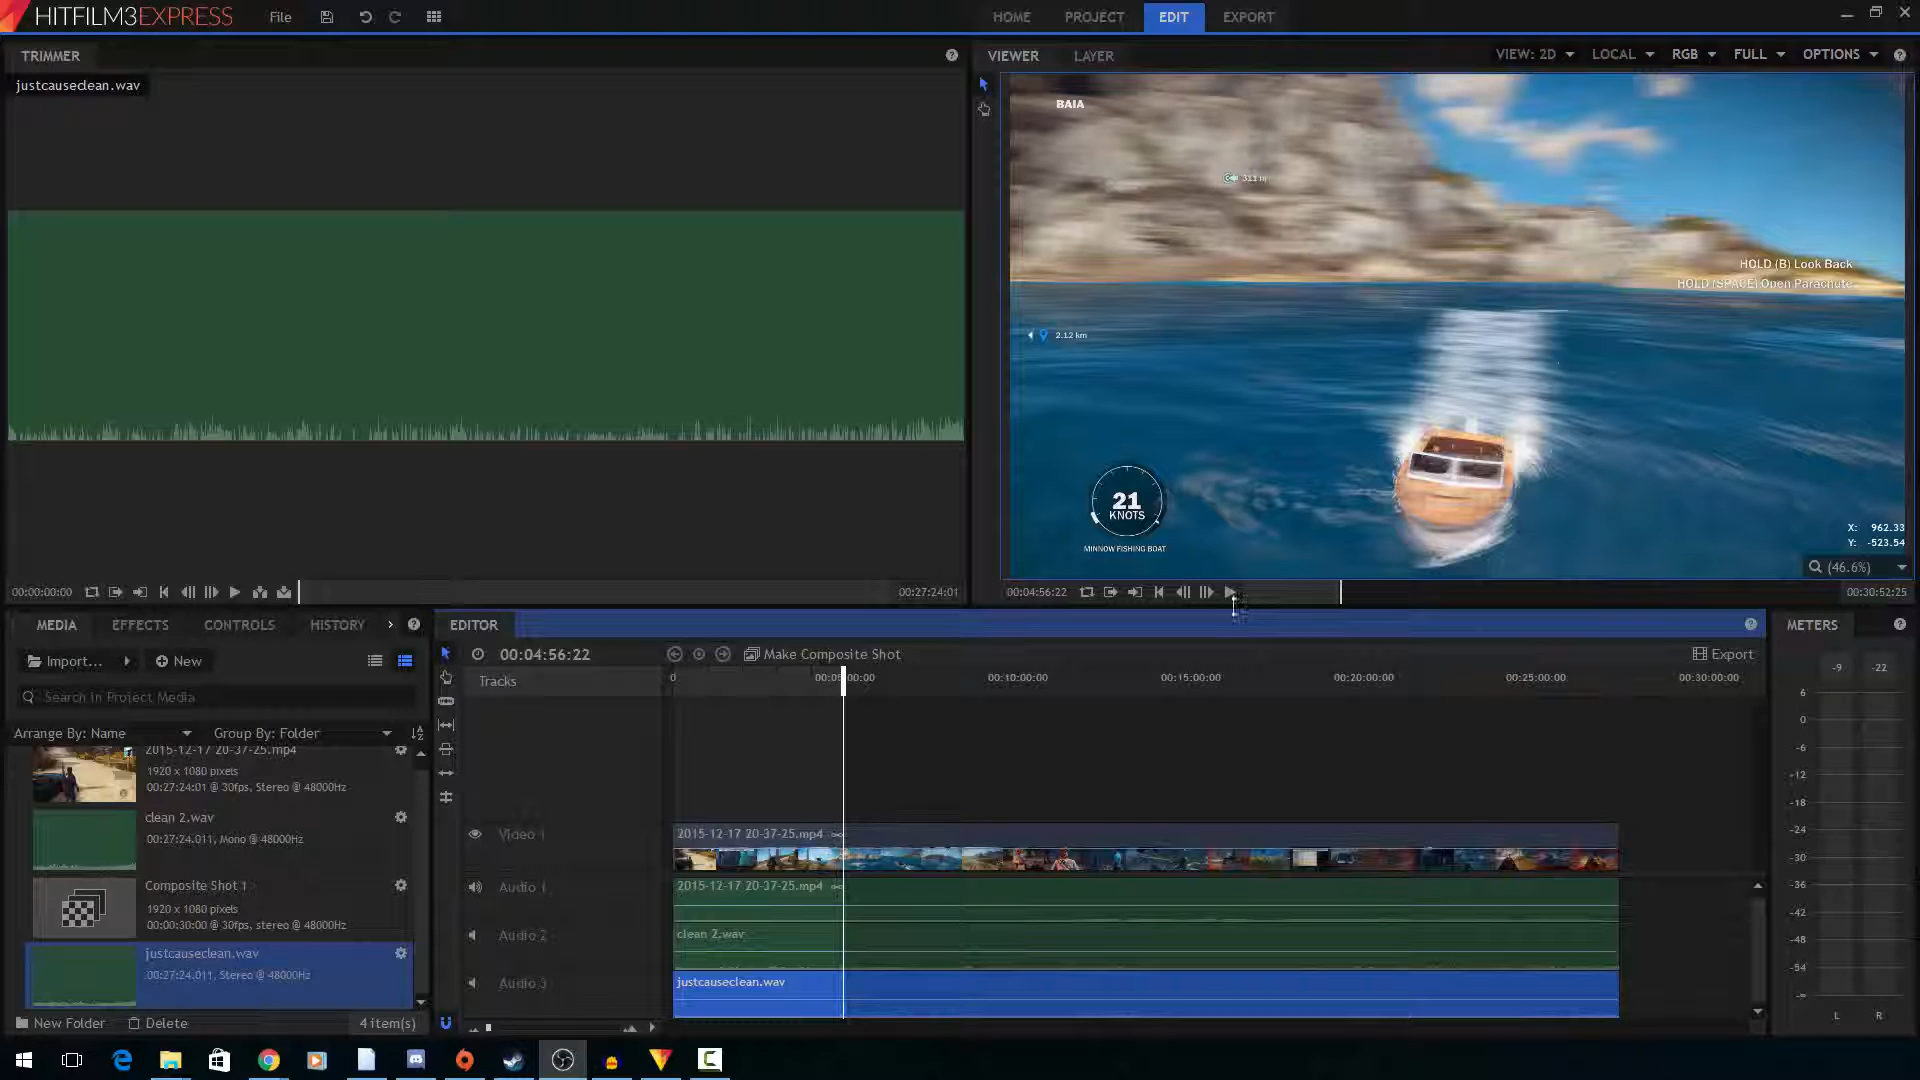 HITFILM3EXPRESS
File
HOME
PROJECT
EDIT
EXPORT
TRIMMER
justcauseclean.wav
VIEWER
LAYER
VIEW: 2D
LOCAL
RGB
FULL
OPTIONS
BAIA
311 m
HOLD (B) Look Back
HOLD (SPACE) Open Parachute
2.12 km
21
KNOTS
MINNOW FISHING BOAT
X: 962.33
Y: -523.54
(46.6%)
00:00:00:00
00:27:24:01
00:04:56:22
00:30:52:25
MEDIA
EFFECTS
CONTROLS
HISTORY
Import...
New
Search in Project Media
Arrange By: Name
Group By: Folder
2015-12-17 20-37-25.mp4
1920 x 1080 pixels
00:27:24:01 @ 30fps, Stereo @ 48000Hz
clean 2.wav
00:27:24.011, Mono @ 48000Hz
Composite Shot 1
1920 x 1080 pixels
00:00:30:00 @ 30fps, stereo @ 48000Hz
justcauseclean.wav
00:27:24.011, Stereo @ 48000Hz
New Folder
Delete
4 item(s)
EDITOR
00:04:56:22
Make Composite Shot
Export
Tracks
0
00:05:00:00
00:10:00:00
00:15:00:00
00:20:00:00
00:25:00:00
00:30:00:00
Video 1
2015-12-17 20-37-25.mp4
Audio 1
2015-12-17 20-37-25.mp4
Audio 2
clean 2.wav
Audio 3
justcauseclean.wav
METERS
-9
-22
6
0
-6
-12
-18
-24
-30
-36
-42
-48
-54
-∞
L
R